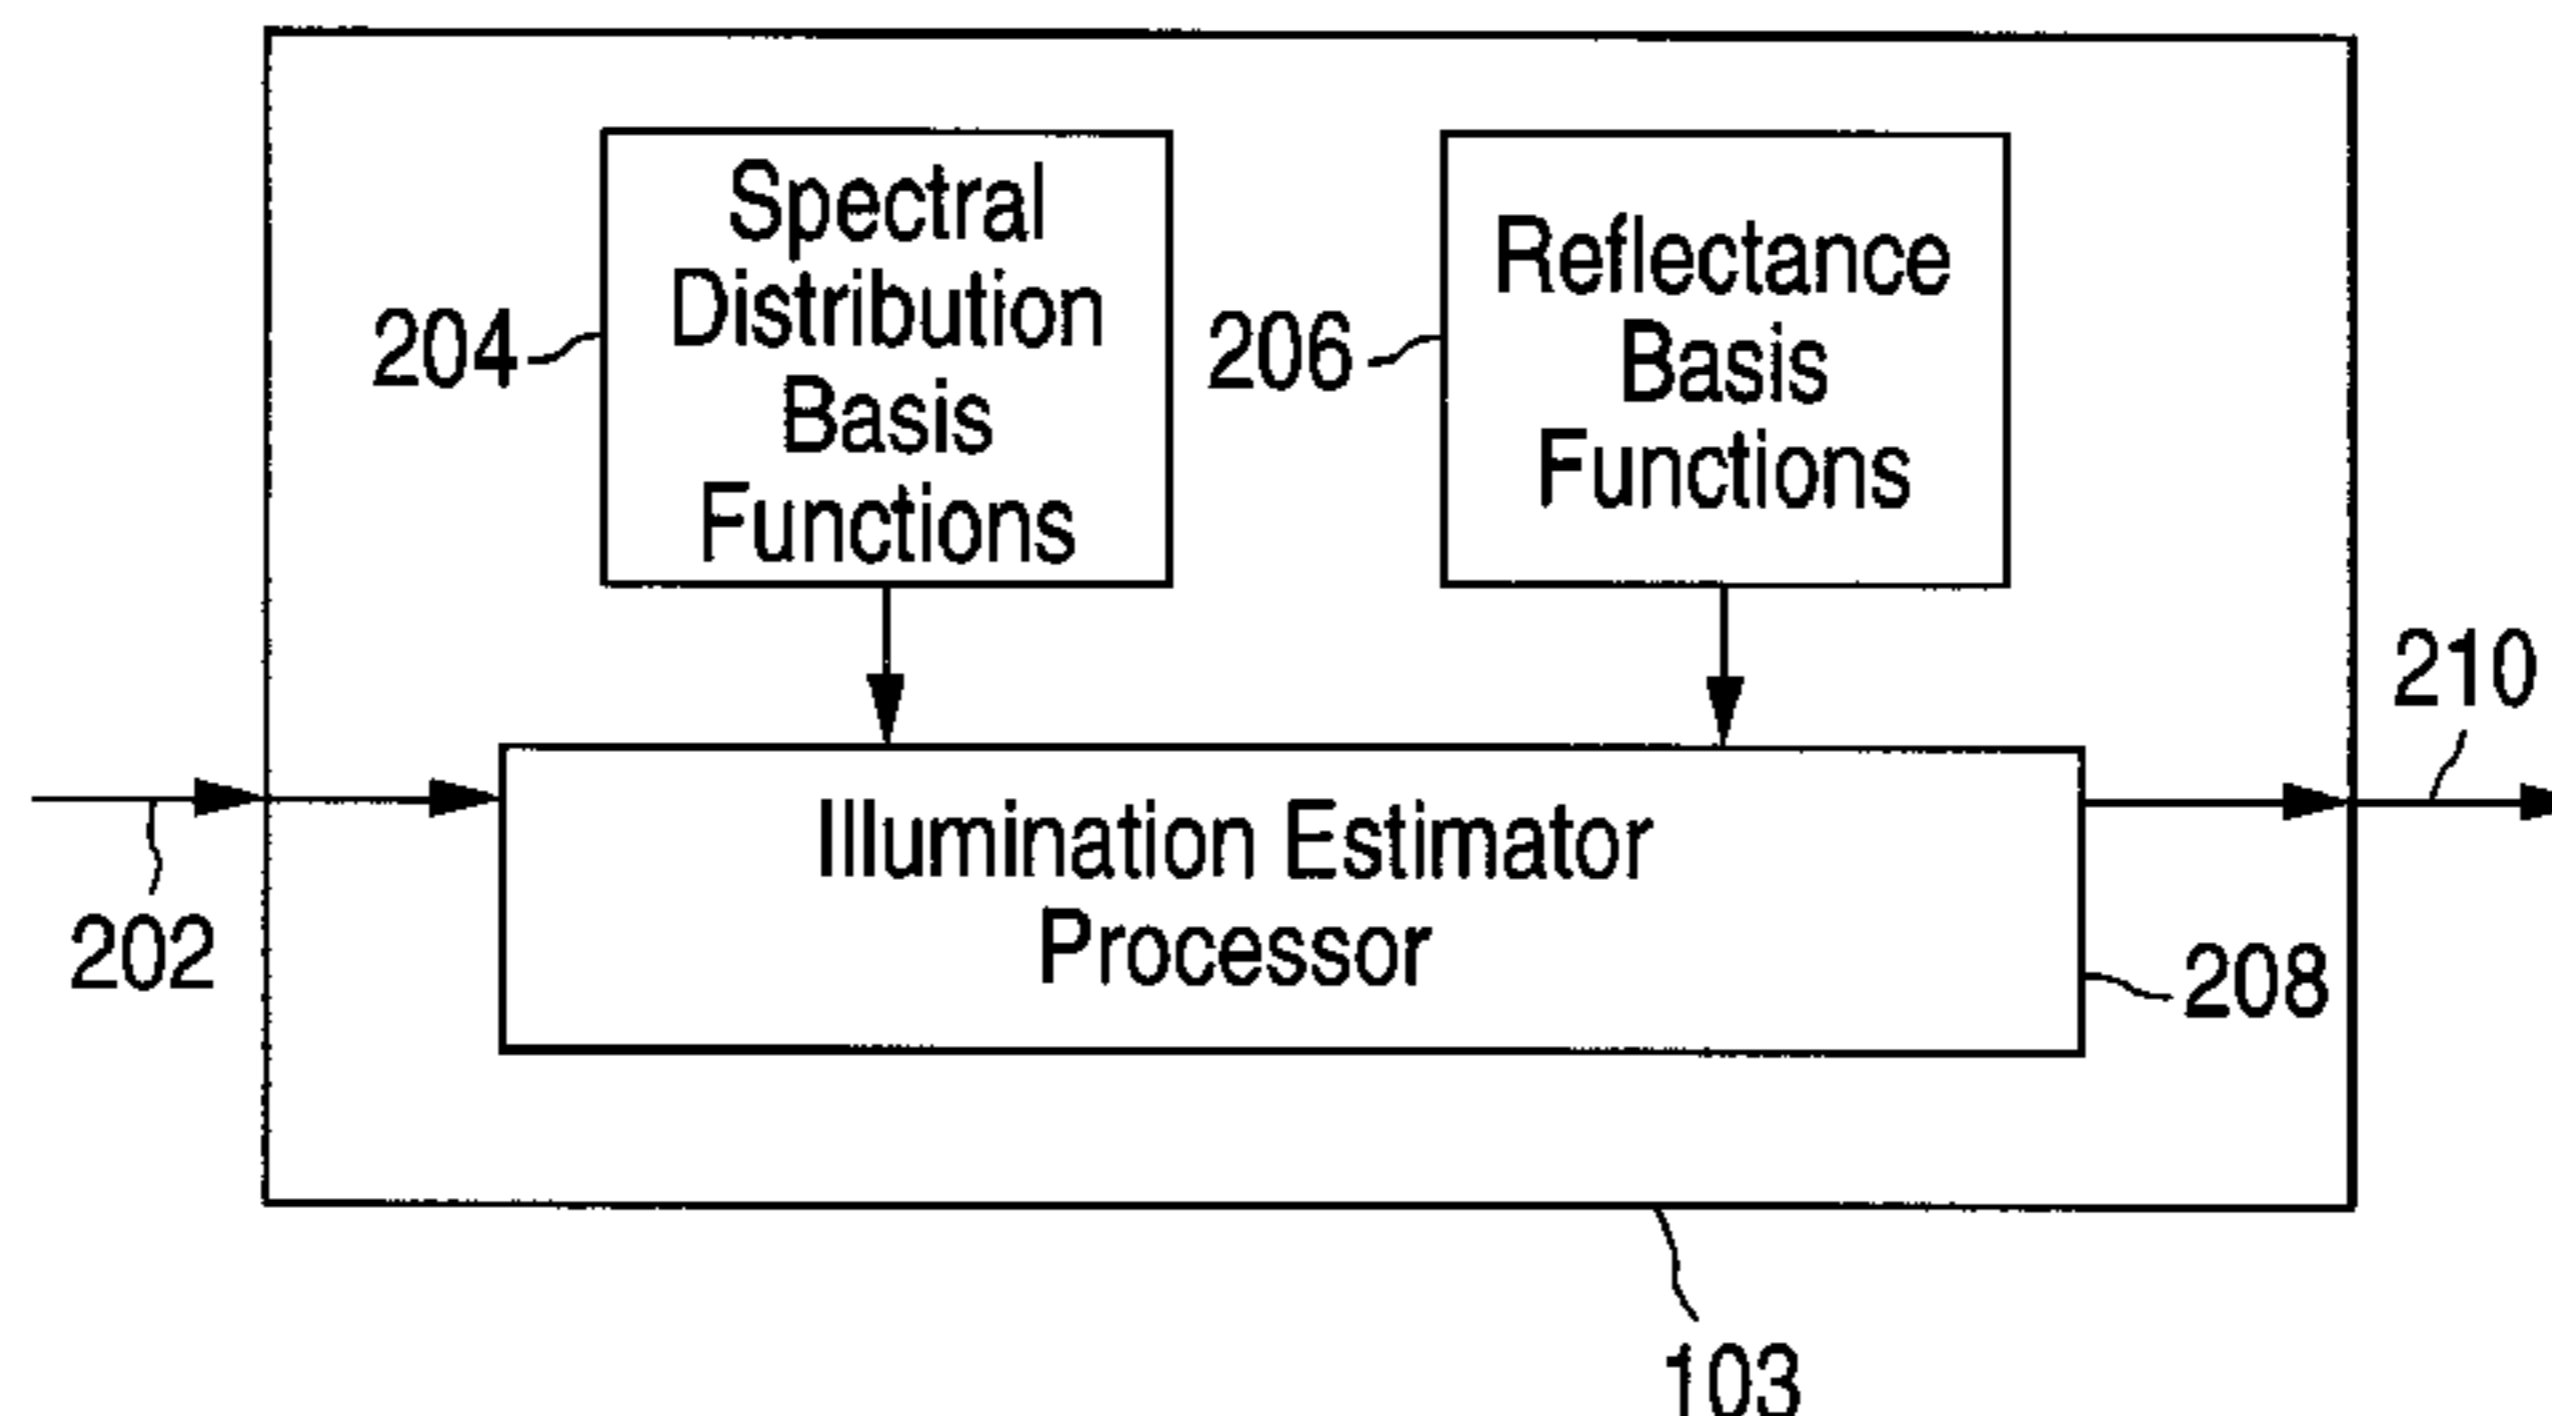 Spectral
Distribution
Basis
Functions
204
Reflectance
Basis
Functions
206
210
Illumination Estimator
Processor
202
208
103